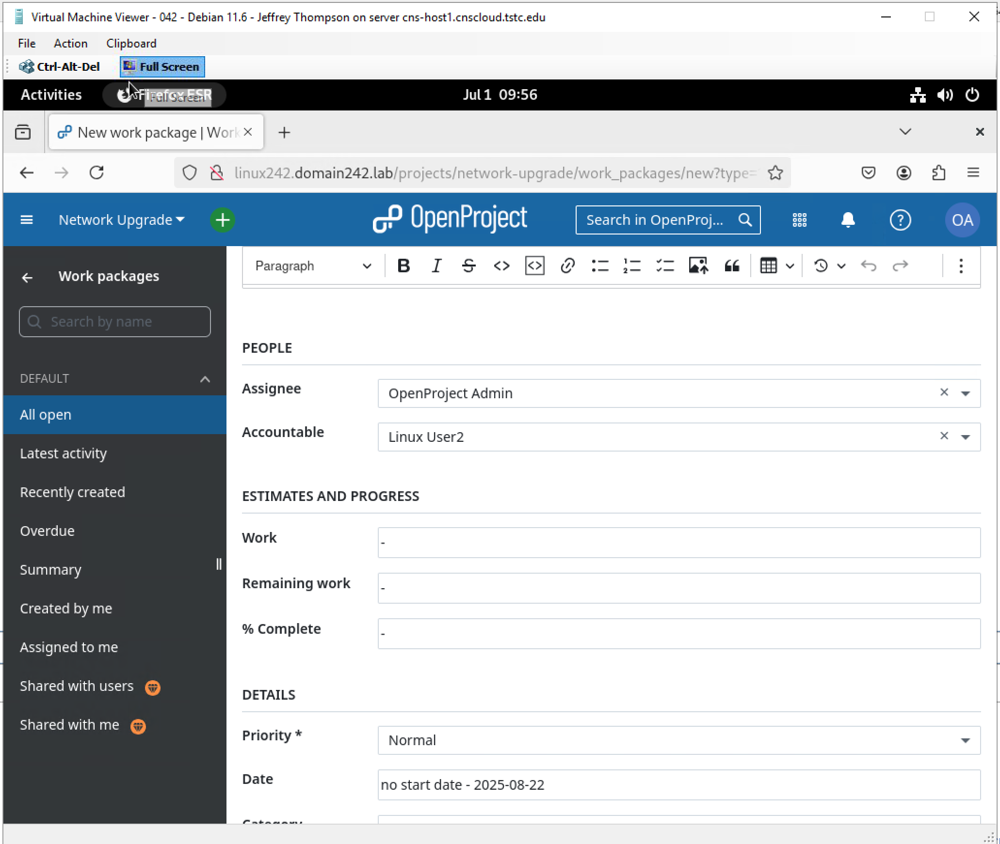 Virtual Machine Viewer - 042 - Debian 11.6 - Jeffrey Thompson on server cns-host1.cnscloud.tstc.edu
File Action Clipboard
Ctrl-Alt-Del Full Screen
Activities Firefox ESR Jul 1 09:56
Full Screen
New work package | Work
linux242.domain242.lab/projects/network-upgrade/work_packages/new?type=
Network Upgrade OpenProject Search in OpenProj... OA
Paragraph
Work packages
Search by name
DEFAULT
All open
Latest activity
Recently created
Overdue
Summary
Created by me
Assigned to me
Shared with users
Shared with me
PEOPLE
Assignee OpenProject Admin
Accountable Linux User2
ESTIMATES AND PROGRESS
Work -
Remaining work -
% Complete -
DETAILS
Priority * Normal
Date no start date - 2025-08-22
Category